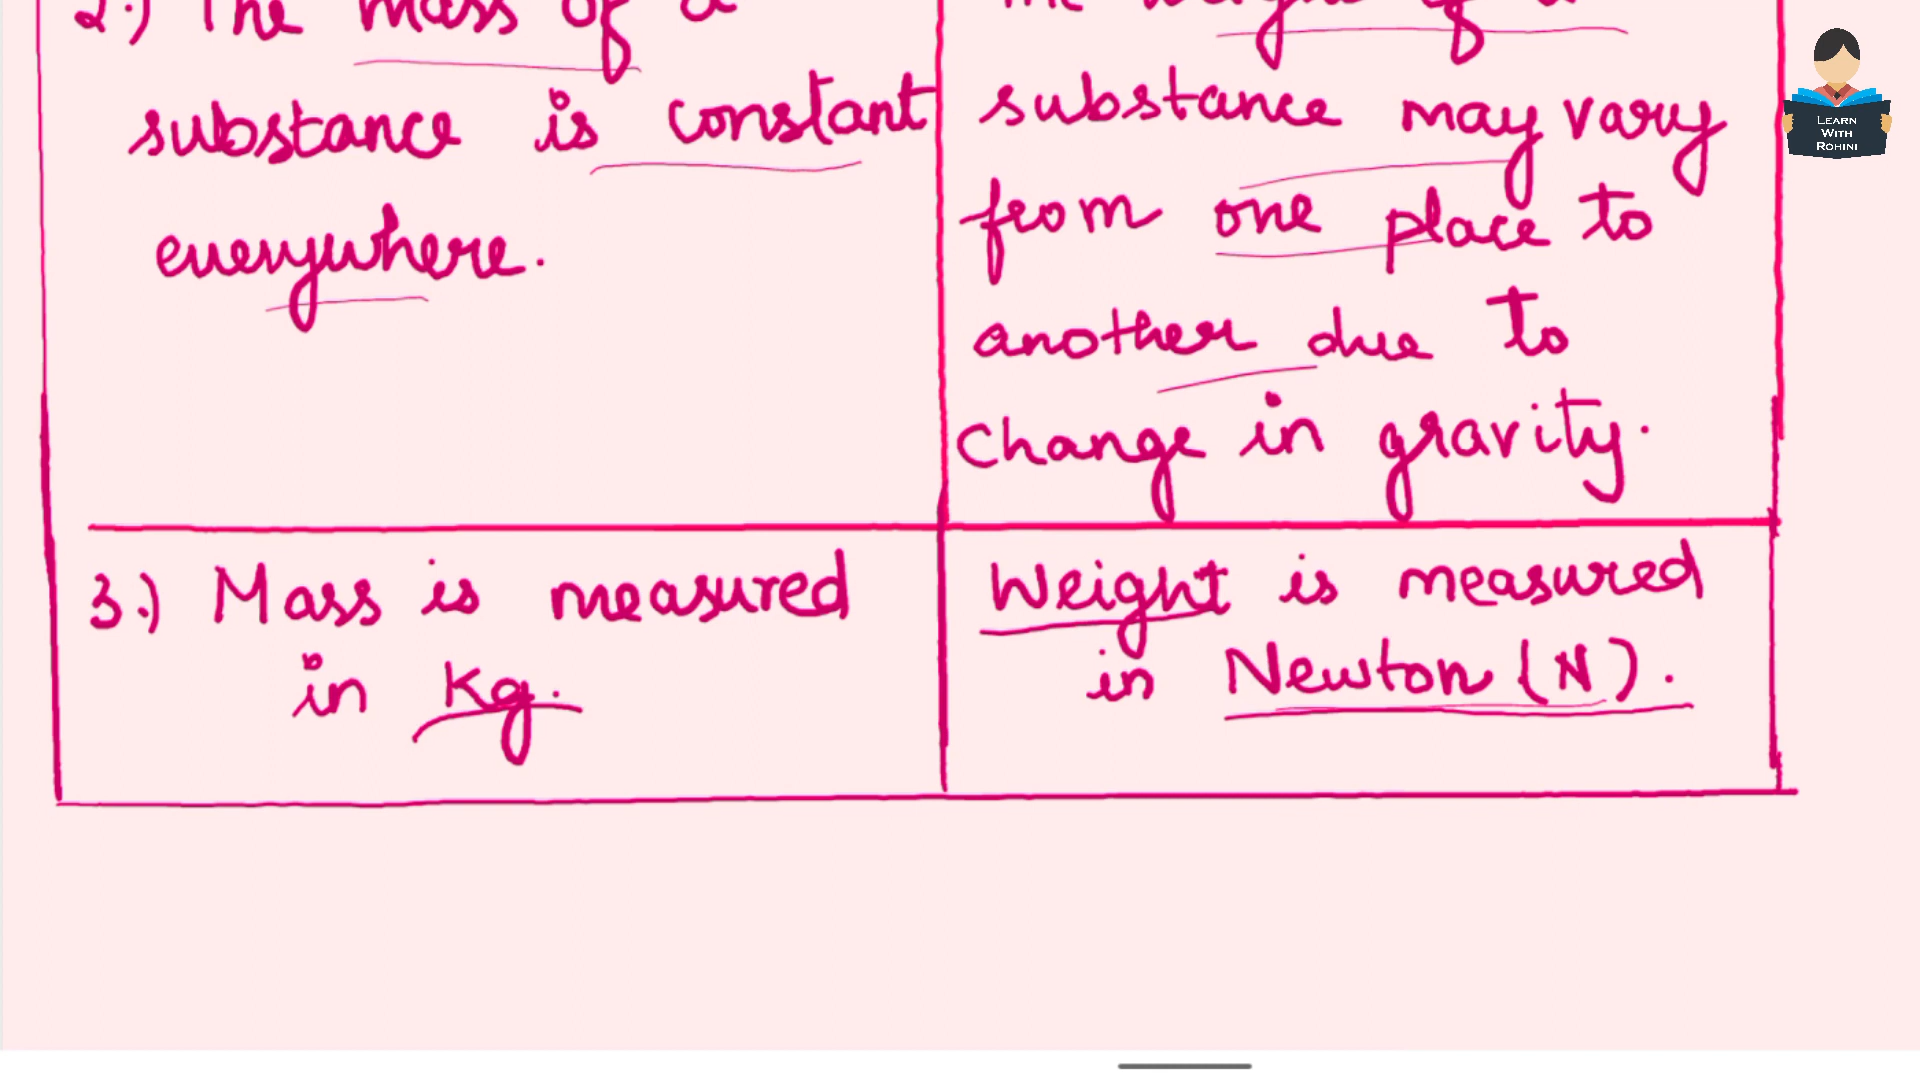 2.) The mass of a
substance is constant
everywhere.
the weight of a
substance may vary
from one place to
another due to
change in gravity.
3.) Mass is measured
in Kg.
Weight is measured
in Newton (N).
LEARN
WITH
ROHINI